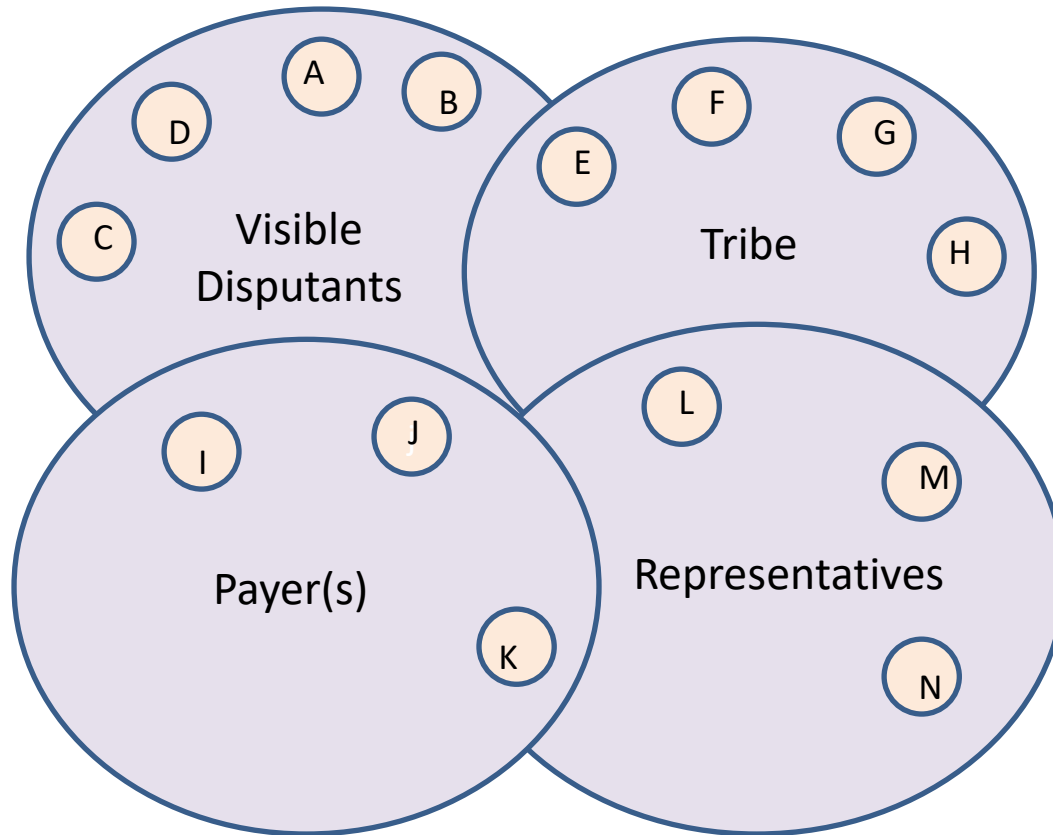 A
B
D
C
Visible
Disputants
F
G
E
H
Tribe
I
J
K
Payer(s)
L
M
N
Representatives